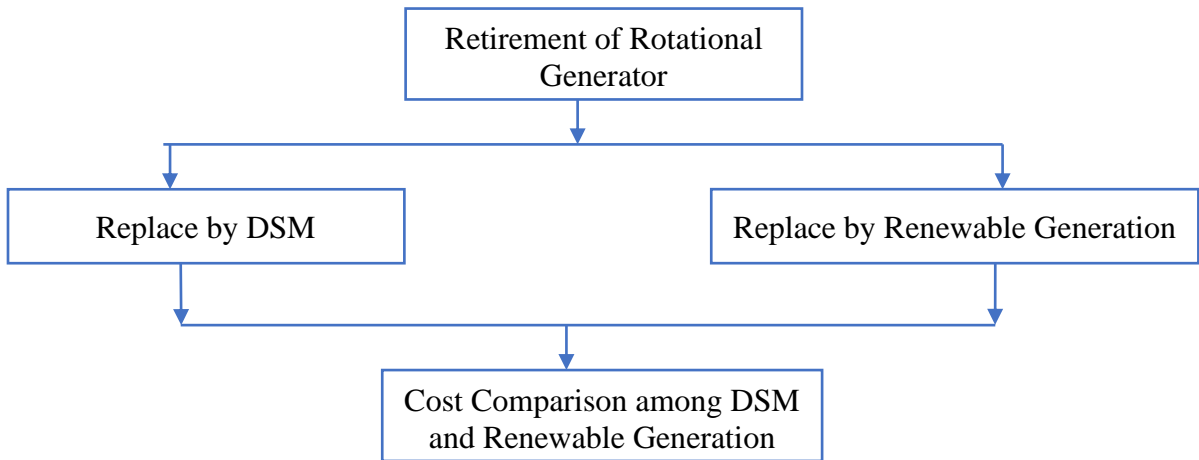 Retirement of Rotational
Generator
Replace by DSM
Replace by Renewable Generation
Cost Comparison among DSM
and Renewable Generation